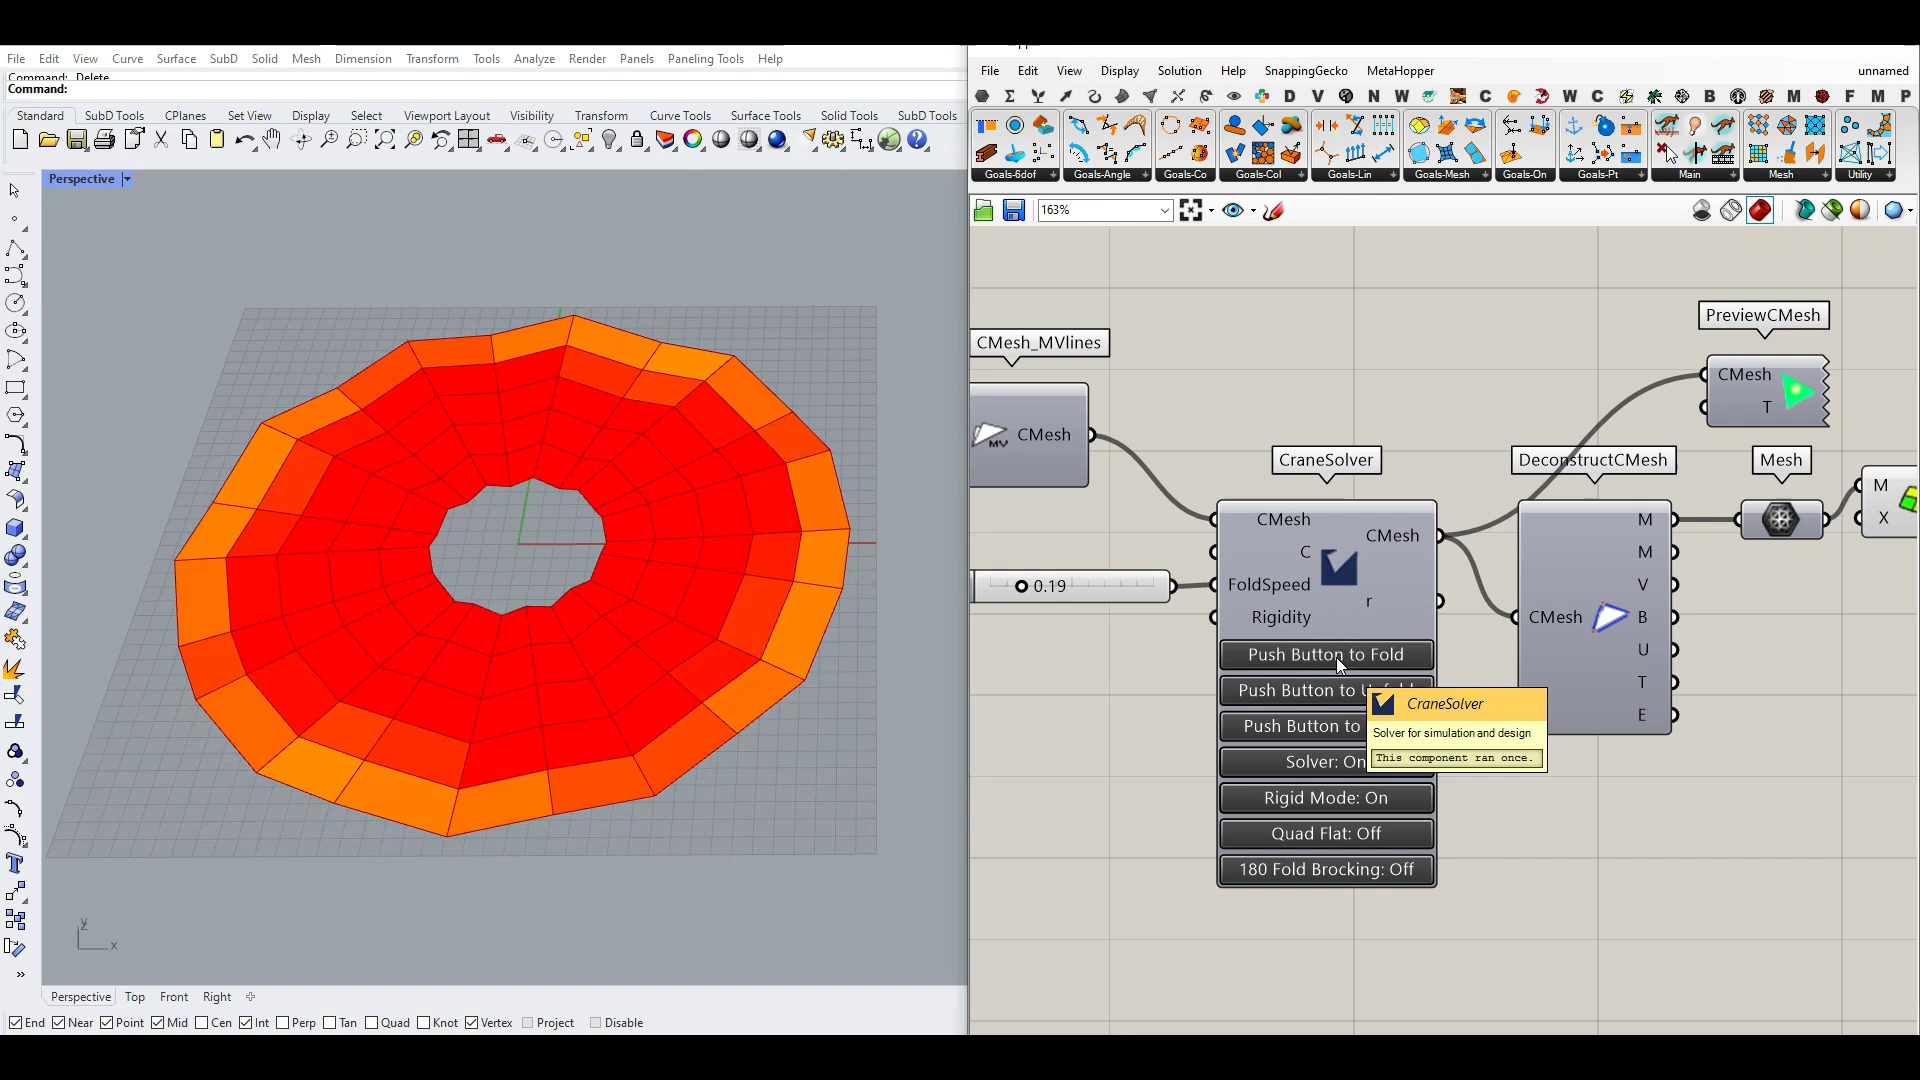 File Edit View Curve Surface SubD Solid Mesh Dimension Transform Tools Analyze Render Panels Paneling Tools Help
Command: Delete
Command:
Standard SubD Tools CPlanes Set View Display Select Viewport Layout Visibility Transform Curve Tools Surface Tools Solid Tools SubD Tools
Perspective
y
z
x
Perspective Top Front Right
End Near Point Mid Cen Int Perp Tan Quad Knot Vertex Project Disable
File Edit View Display Solution Help SnappingGecko MetaHopper unnamed
D V N W C W C B M F M P
Goals-6dof Goals-Angle Goals-Co Goals-Col Goals-Lin Goals-Mesh Goals-On Goals-Pt Main Mesh Utility
163%
PreviewCMesh
CMesh
T
CMesh_MVlines
MV
CMesh
CraneSolver
DeconstructCMesh
Mesh
CMesh
C
FoldSpeed
Rigidity
CMesh
r
0.19
CMesh
M
M
V
B
U
T
E
M
X
Push Button to Fold
Push Button to
Push Button to
Solver: On
Rigid Mode: On
Quad Flat: Off
180 Fold Brocking: Off
CraneSolver
Solver for simulation and design
This component ran once.